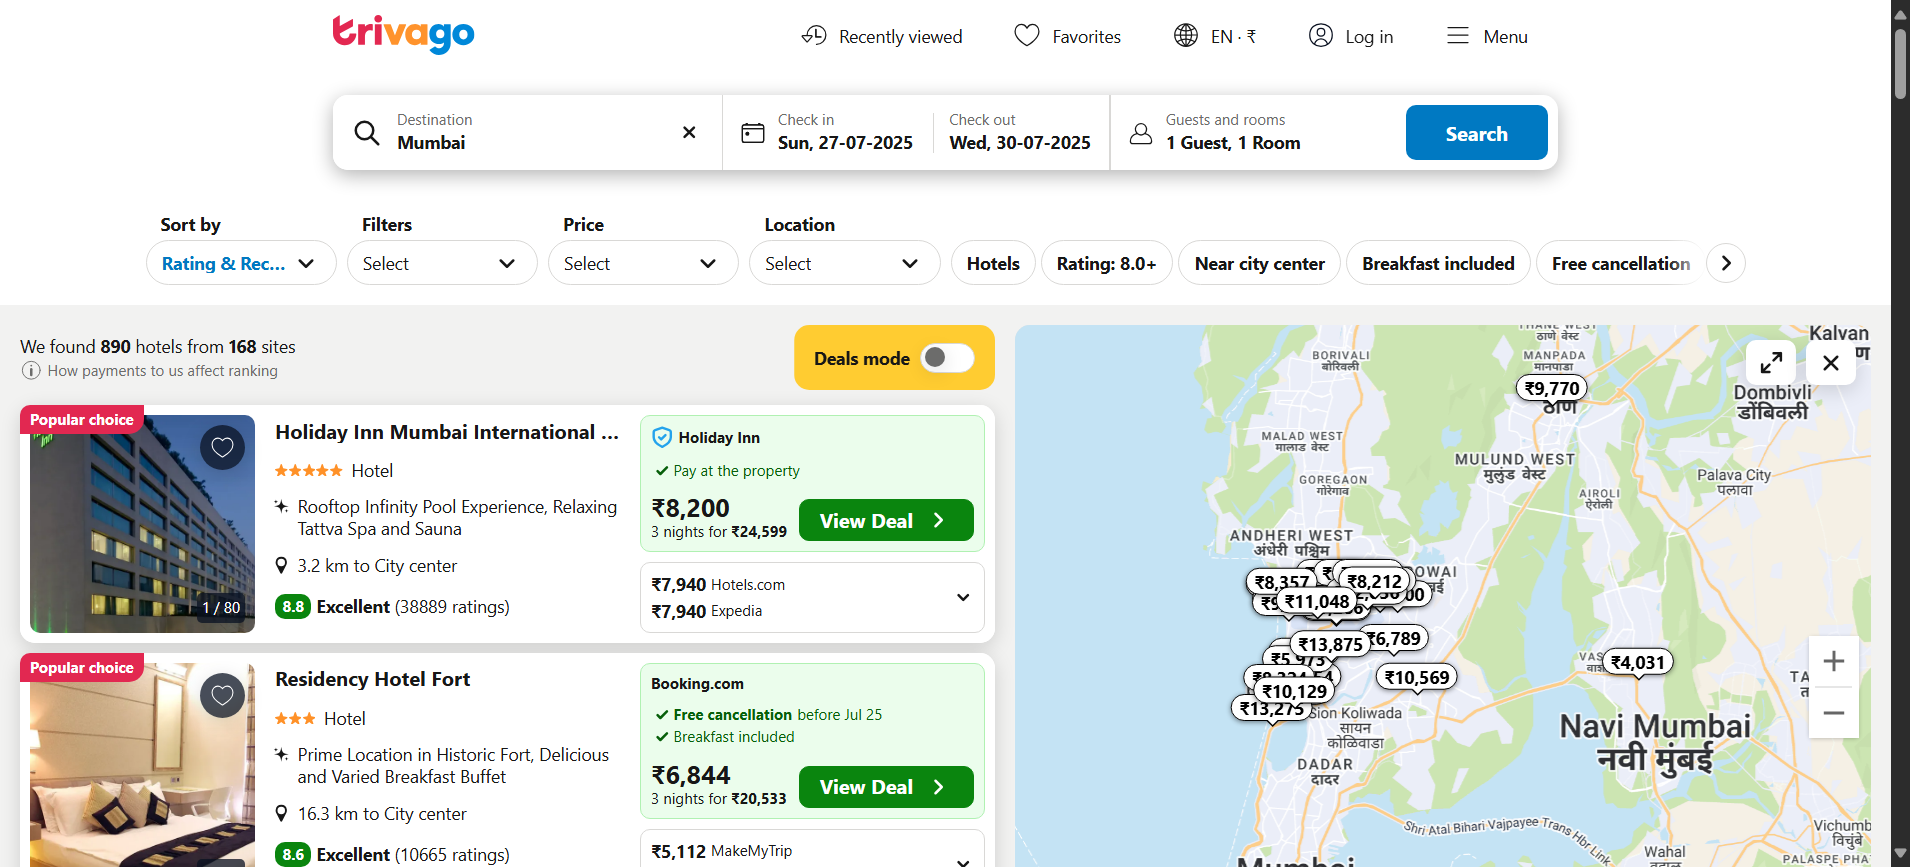 trivago
Recently viewed
Favorites
EN · ₹
Log in
Menu
Destination
Mumbai
Check in
Sun, 27-07-2025
Check out
Wed, 30-07-2025
Guests and rooms
1 Guest, 1 Room
Search
Sort by
Rating & Rec...
Filters
Select
Price
Select
Location
Select
Hotels
Rating: 8.0+
Near city center
Breakfast included
Free cancellation
We found 890 hotels from 168 sites
How payments to us affect ranking
Deals mode
Popular choice
1 / 80
Holiday Inn Mumbai International ...
Hotel
Rooftop Infinity Pool Experience, Relaxing
Tattva Spa and Sauna
3.2 km to City center
8.8 Excellent (38889 ratings)
Holiday Inn
Pay at the property
₹8,200
3 nights for ₹24,599
View Deal
₹7,940 Hotels.com
₹7,940 Expedia
Popular choice
Residency Hotel Fort
Hotel
Prime Location in Historic Fort, Delicious
and Varied Breakfast Buffet
16.3 km to City center
8.6 Excellent (10665 ratings)
Booking.com
Free cancellation before Jul 25
Breakfast included
₹6,844
3 nights for ₹20,533
View Deal
₹5,112 MakeMyTrip
THANE WEST
ठाणे वेस्ट
Kalyan
BORIVALI
बोरिवली
MANPADA
मानपाडा
₹9,770
ठाणे
Dombivli
डोंबिवली
MALAD WEST
मालाड वेस्ट
MULUND WEST
मुलुंड वेस्ट
Palava City
पलावा
GOREGAON
गोरेगाव
AIROLI
ऐरोली
ANDHERI WEST
अंधेरी पश्चिम
₹8,357
₹8,212
₹11,048
₹13,875
₹6,789
₹5,973
₹4,031
₹10,569
₹10,129
₹13,275
Sion Koliwada
सायन
कोळिवाडा
DADAR
दादर
Navi Mumbai
नवी मुंबई
Shri Atal Bihari Vajpayee Trans Hbr Link
Mumbai
Wahal
वहाळ
Vichumb
विचुंबे
PALASPE PHA